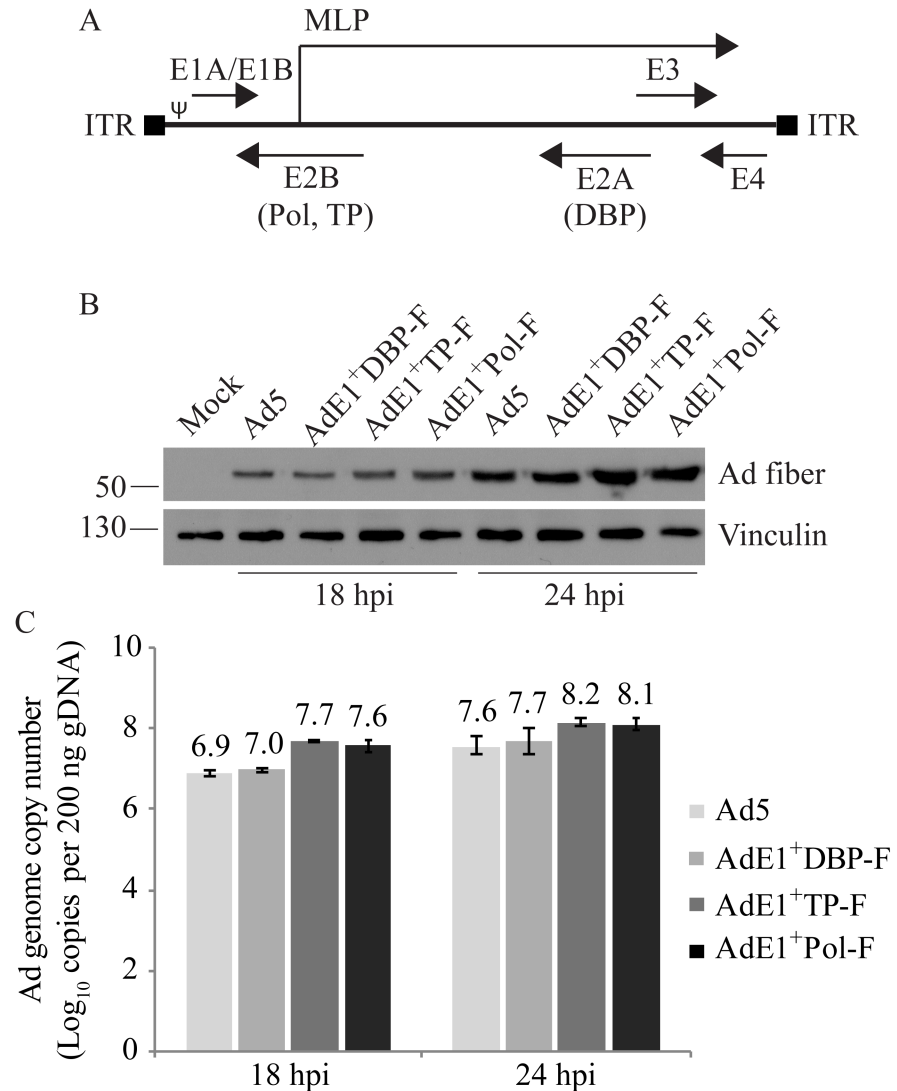 A
MLP
E1A/E1B
E3
ψ
ITR
ITR
E2B
(Pol, TP)
E2A
(DBP)
E4
B
Mock
Ad5
AdE1+DBP-F
AdE1+TP-F
AdE1+Pol-F
Ad5
AdE1+DBP-F
AdE1+TP-F
AdE1+Pol-F
50
Ad fiber
130
Vinculin
18 hpi
24 hpi
C
Ad genome copy number
(Log10 copies per 200 ng gDNA)
10
8
6
4
2
0
6.9
7.0
7.7
7.6
7.6
7.7
8.2
8.1
18 hpi
24 hpi
Ad5
AdE1+DBP-F
AdE1+TP-F
AdE1+Pol-F